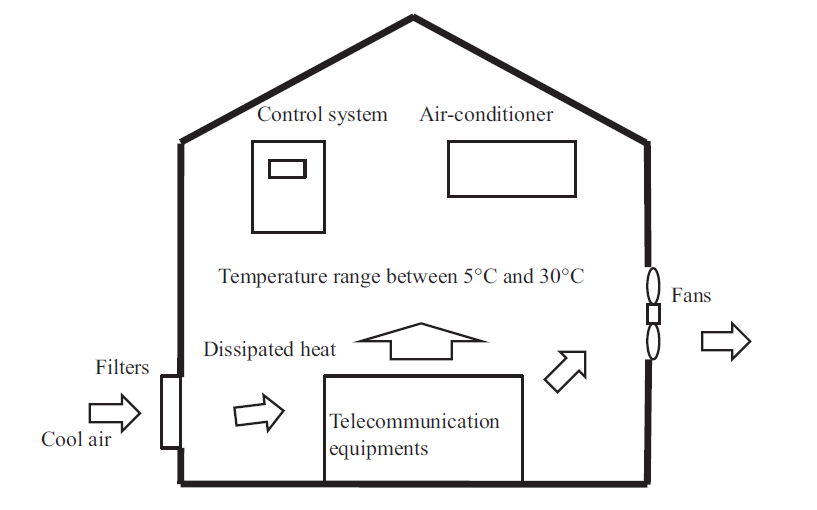 Control system
Air-conditioner
Temperature range between 5°C and 30°C
Fans
Dissipated heat
Filters
Telecommunication
equipments
Cool air